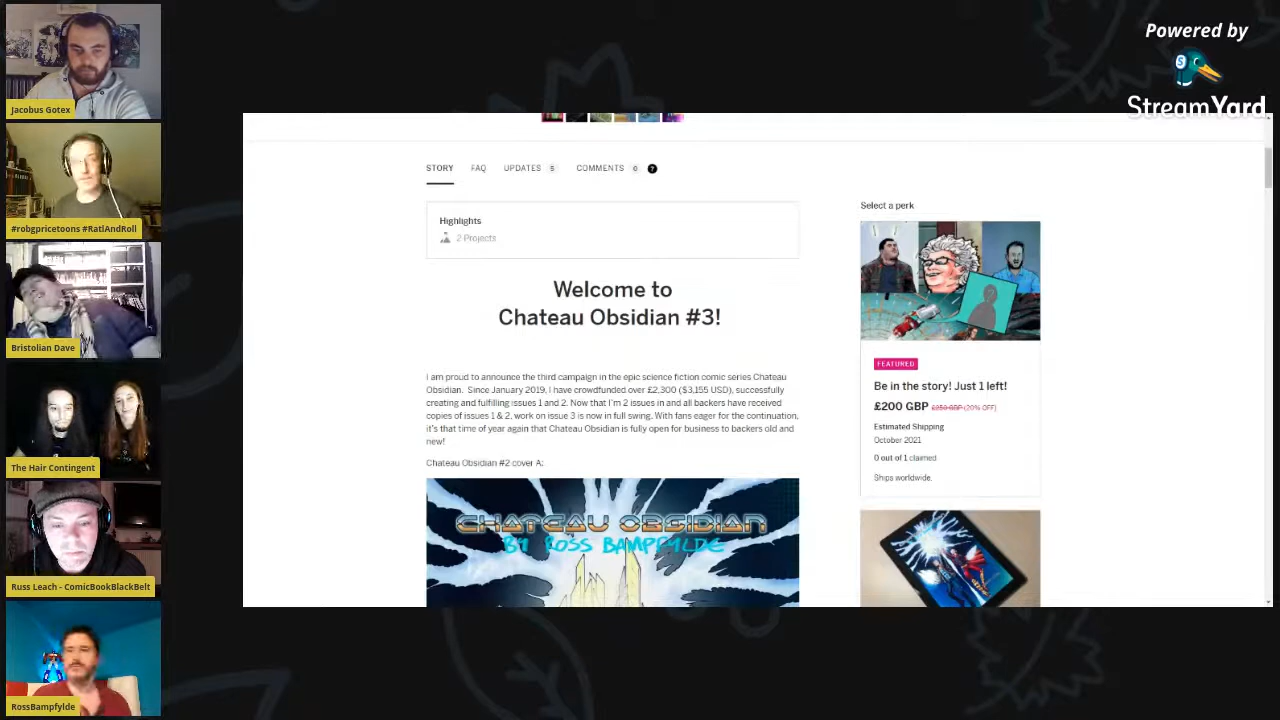 Powered by
StreamYard
Jacobus Gotex
#robgpricetoons #RatlAndRoll
Bristolian Dave
The Hair Contingent
Russ Leach - ComicBookBlackBelt
RossBampfylde
STORY FAQ UPDATES 5 COMMENTS 0 ?
Highlights
2 Projects
Welcome to
Chateau Obsidian #3!
I am proud to announce the third campaign in the epic science fiction comic series Chateau
Obsidian. Since January 2019, I have crowdfunded over £2,300 ($3,155 USD), successfully
creating and fulfilling issues 1 and 2. Now that I'm 2 issues in and all backers have received
copies of issues 1 & 2, work on issue 3 is now in full swing. With fans eager for the continuation,
it's that time of year again that Chateau Obsidian is fully open for business to backers old and
new!
Chateau Obsidian #2 cover A:
CHATEAU OBSIDIAN
BY ROSS BAMPFYLDE
Select a perk
FEATURED
Be in the story! Just 1 left!
£200 GBP £250 GBP (20% OFF)
Estimated Shipping
October 2021
0 out of 1 claimed
Ships worldwide.